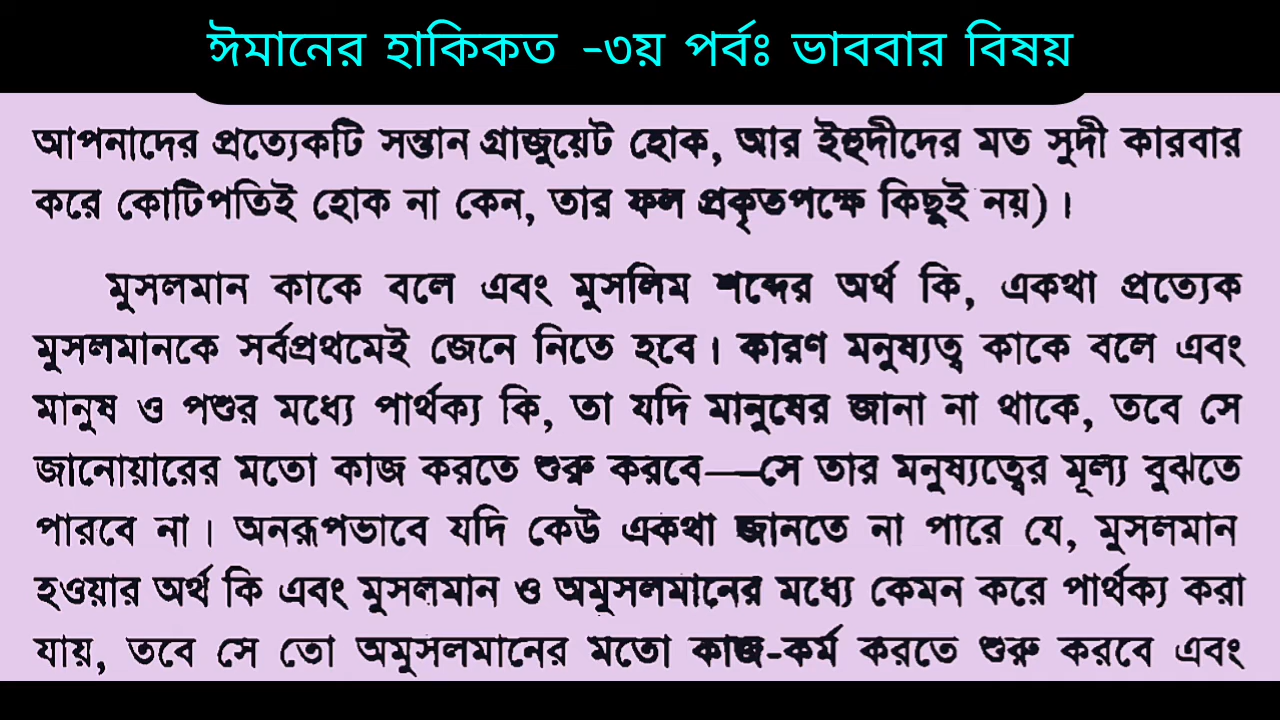 ঈমানের হাকিকত -৩য় পর্বঃ ভাববার বিষয়
আপনাদের প্রত্যেকটি সন্তান গ্রাজুয়েট হোক, আর ইহুদীদের মত সুদী কারবার
করে কোটিপতিই হোক না কেন, তার ফল প্রকৃতপক্ষে কিছুই নয়)।
মুসলমান কাকে বলে এবং মুসলিম শব্দের অর্থ কি, একথা প্রত্যেক
মুসলমানকে সর্বপ্রথমেই জেনে নিতে হবে। কারণ মনুষ্যত্ব কাকে বলে এবং
মানুষ ও পশুর মধ্যে পার্থক্য কি, তা যদি মানুষের জানা না থাকে, তবে সে
জানোয়ারের মতো কাজ করতে শুরু করবে—সে তার মনুষ্যত্বের মূল্য বুঝতে
পারবে না। অনরূপভাবে যদি কেউ একথা জানতে না পারে যে, মুসলমান
হওয়ার অর্থ কি এবং মুসলমান ও অমুসলমানের মধ্যে কেমন করে পার্থক্য করা
যায়, তবে সে তো অমুসলমানের মতো কাজ-কর্ম করতে শুরু করবে এবং